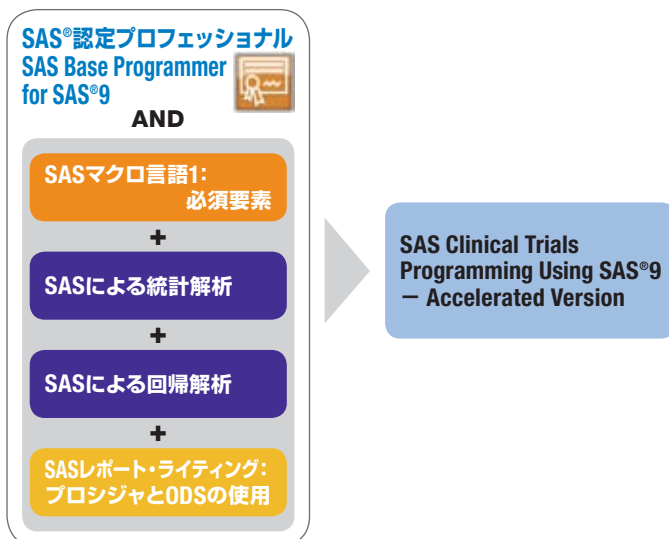 SAS®認定プロフェッショナル
SAS Base Programmer
for SAS®9
AND
SASマクロ言語1:
必須要素
+
SASによる統計解析
+
SASによる回帰解析
+
SASレポート・ライティング:
プロシジャとODSの使用
SAS Clinical Trials
Programming Using SAS®9
ー Accelerated Version